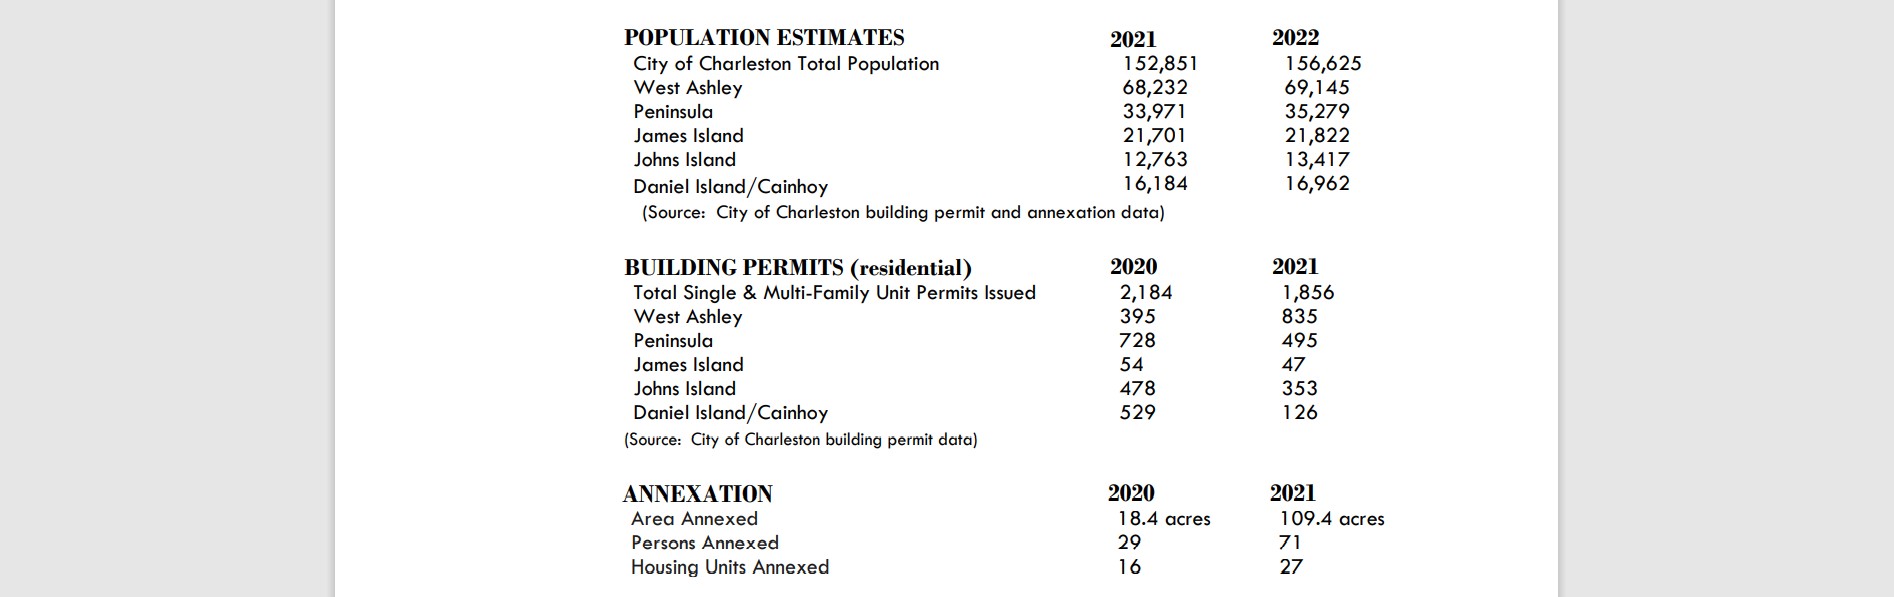 POPULATION ESTIMATES 2021 2022
City of Charleston Total Population 152,851 156,625
West Ashley 68,232 69,145
Peninsula 33,971 35,279
James Island 21,701 21,822
Johns Island 12,763 13,417
Daniel Island/Cainhoy 16,184 16,962
(Source: City of Charleston building permit and annexation data)
BUILDING PERMITS (residential) 2020 2021
Total Single & Multi-Family Unit Permits Issued 2,184 1,856
West Ashley 395 835
Peninsula 728 495
James Island 54 47
Johns Island 478 353
Daniel Island/Cainhoy 529 126
(Source: City of Charleston building permit data)
ANNEXATION 2020 2021
Area Annexed 18.4 acres 109.4 acres
Persons Annexed 29 71
Housing Units Annexed 16 27